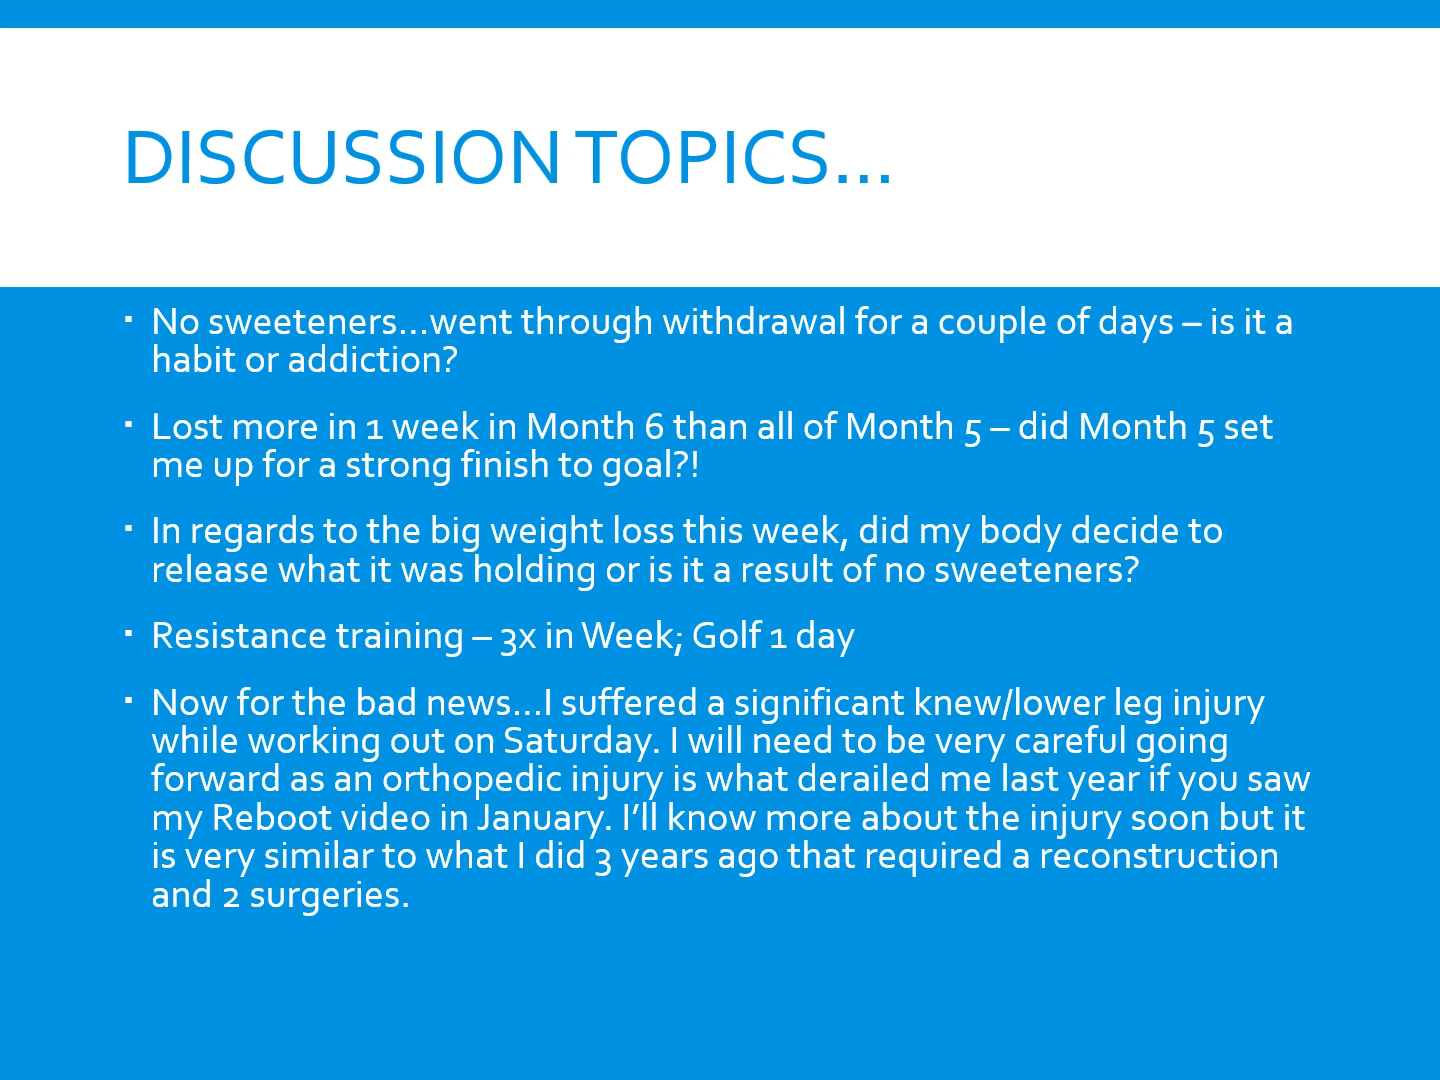 DISCUSSION TOPICS...
▪ No sweeteners...went through withdrawal for a couple of days – is it a
habit or addiction?
▪ Lost more in 1 week in Month 6 than all of Month 5 – did Month 5 set
me up for a strong finish to goal?!
▪ In regards to the big weight loss this week, did my body decide to
release what it was holding or is it a result of no sweeteners?
▪ Resistance training – 3x in Week; Golf 1 day
▪ Now for the bad news...I suffered a significant knew/lower leg injury
while working out on Saturday. I will need to be very careful going
forward as an orthopedic injury is what derailed me last year if you saw
my Reboot video in January. I’ll know more about the injury soon but it
is very similar to what I did 3 years ago that required a reconstruction
and 2 surgeries.